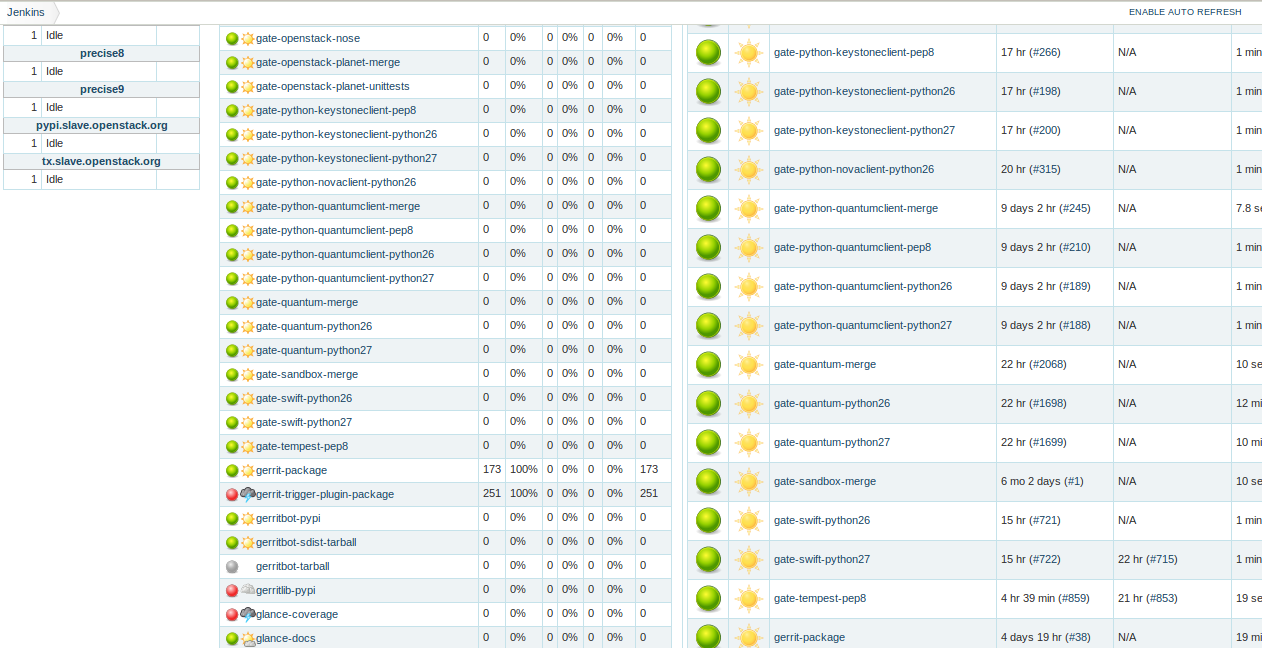 Jenkins
ENABLE AUTO REFRESH
1 Idle
precise8
1 Idle
precise9
1 Idle
pypi.slave.openstack.org
1 Idle
tx.slave.openstack.org
1 Idle
gate-openstack-nose 0 0% 0 0% 0 0% 0
gate-openstack-planet-merge 0 0% 0 0% 0 0% 0
gate-openstack-planet-unittests 0 0% 0 0% 0 0% 0
gate-python-keystoneclient-pep8 0 0% 0 0% 0 0% 0
gate-python-keystoneclient-python26 0 0% 0 0% 0 0% 0
gate-python-keystoneclient-python27 0 0% 0 0% 0 0% 0
gate-python-novaclient-python26 0 0% 0 0% 0 0% 0
gate-python-quantumclient-merge 0 0% 0 0% 0 0% 0
gate-python-quantumclient-pep8 0 0% 0 0% 0 0% 0
gate-python-quantumclient-python26 0 0% 0 0% 0 0% 0
gate-python-quantumclient-python27 0 0% 0 0% 0 0% 0
gate-quantum-merge 0 0% 0 0% 0 0% 0
gate-quantum-python26 0 0% 0 0% 0 0% 0
gate-quantum-python27 0 0% 0 0% 0 0% 0
gate-sandbox-merge 0 0% 0 0% 0 0% 0
gate-swift-python26 0 0% 0 0% 0 0% 0
gate-swift-python27 0 0% 0 0% 0 0% 0
gate-tempest-pep8 0 0% 0 0% 0 0% 0
gerrit-package 173 100% 0 0% 0 0% 173
gerrit-trigger-plugin-package 251 100% 0 0% 0 0% 251
gerritbot-pypi 0 0% 0 0% 0 0% 0
gerritbot-sdist-tarball 0 0% 0 0% 0 0% 0
gerritbot-tarball 0 0% 0 0% 0 0% 0
gerritlib-pypi 0 0% 0 0% 0 0% 0
glance-coverage 0 0% 0 0% 0 0% 0
glance-docs 0 0% 0 0% 0 0% 0
gate-python-keystoneclient-pep8 17 hr (#266) N/A 1 min
gate-python-keystoneclient-python26 17 hr (#198) N/A 1 min
gate-python-keystoneclient-python27 17 hr (#200) N/A 1 min
gate-python-novaclient-python26 20 hr (#315) N/A 1 min
gate-python-quantumclient-merge 9 days 2 hr (#245) N/A 7.8 se
gate-python-quantumclient-pep8 9 days 2 hr (#210) N/A 1 min
gate-python-quantumclient-python26 9 days 2 hr (#189) N/A 1 min
gate-python-quantumclient-python27 9 days 2 hr (#188) N/A 1 min
gate-quantum-merge 22 hr (#2068) N/A 10 se
gate-quantum-python26 22 hr (#1698) N/A 12 mi
gate-quantum-python27 22 hr (#1699) N/A 10 mi
gate-sandbox-merge 6 mo 2 days (#1) N/A 10 se
gate-swift-python26 15 hr (#721) N/A 1 min
gate-swift-python27 15 hr (#722) 22 hr (#715) 1 min
gate-tempest-pep8 4 hr 39 min (#859) 21 hr (#853) 19 se
gerrit-package 4 days 19 hr (#38) N/A 19 mi